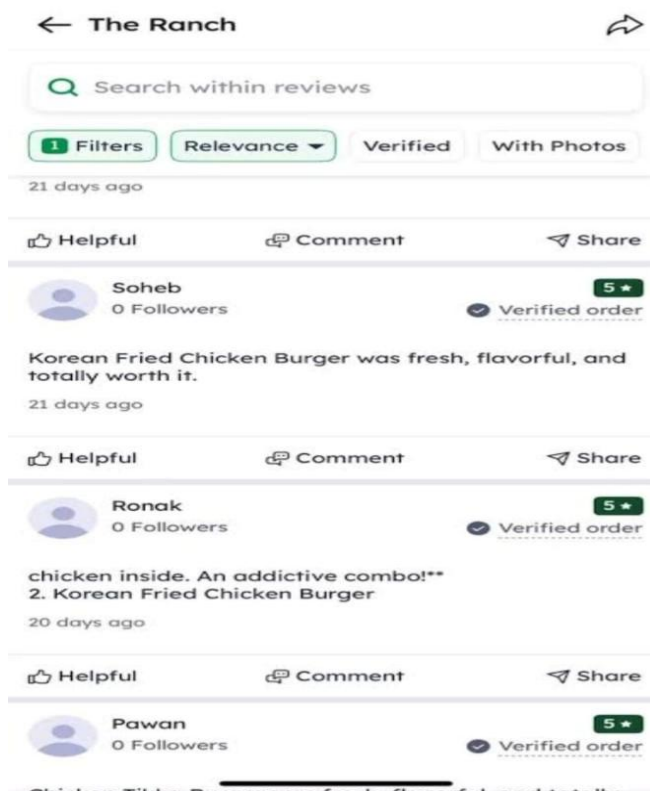 The Ranch
Search within reviews
1 Filters Relevance Verified With Photos
21 days ago
Helpful Comment Share
Soheb 5★
0 Followers Verified order
Korean Fried Chicken Burger was fresh, flavorful, and
totally worth it.
21 days ago
Helpful Comment Share
Ronak 5★
0 Followers Verified order
chicken inside. An addictive combo!**
2. Korean Fried Chicken Burger
20 days ago
Helpful Comment Share
Pawan 5★
0 Followers Verified order